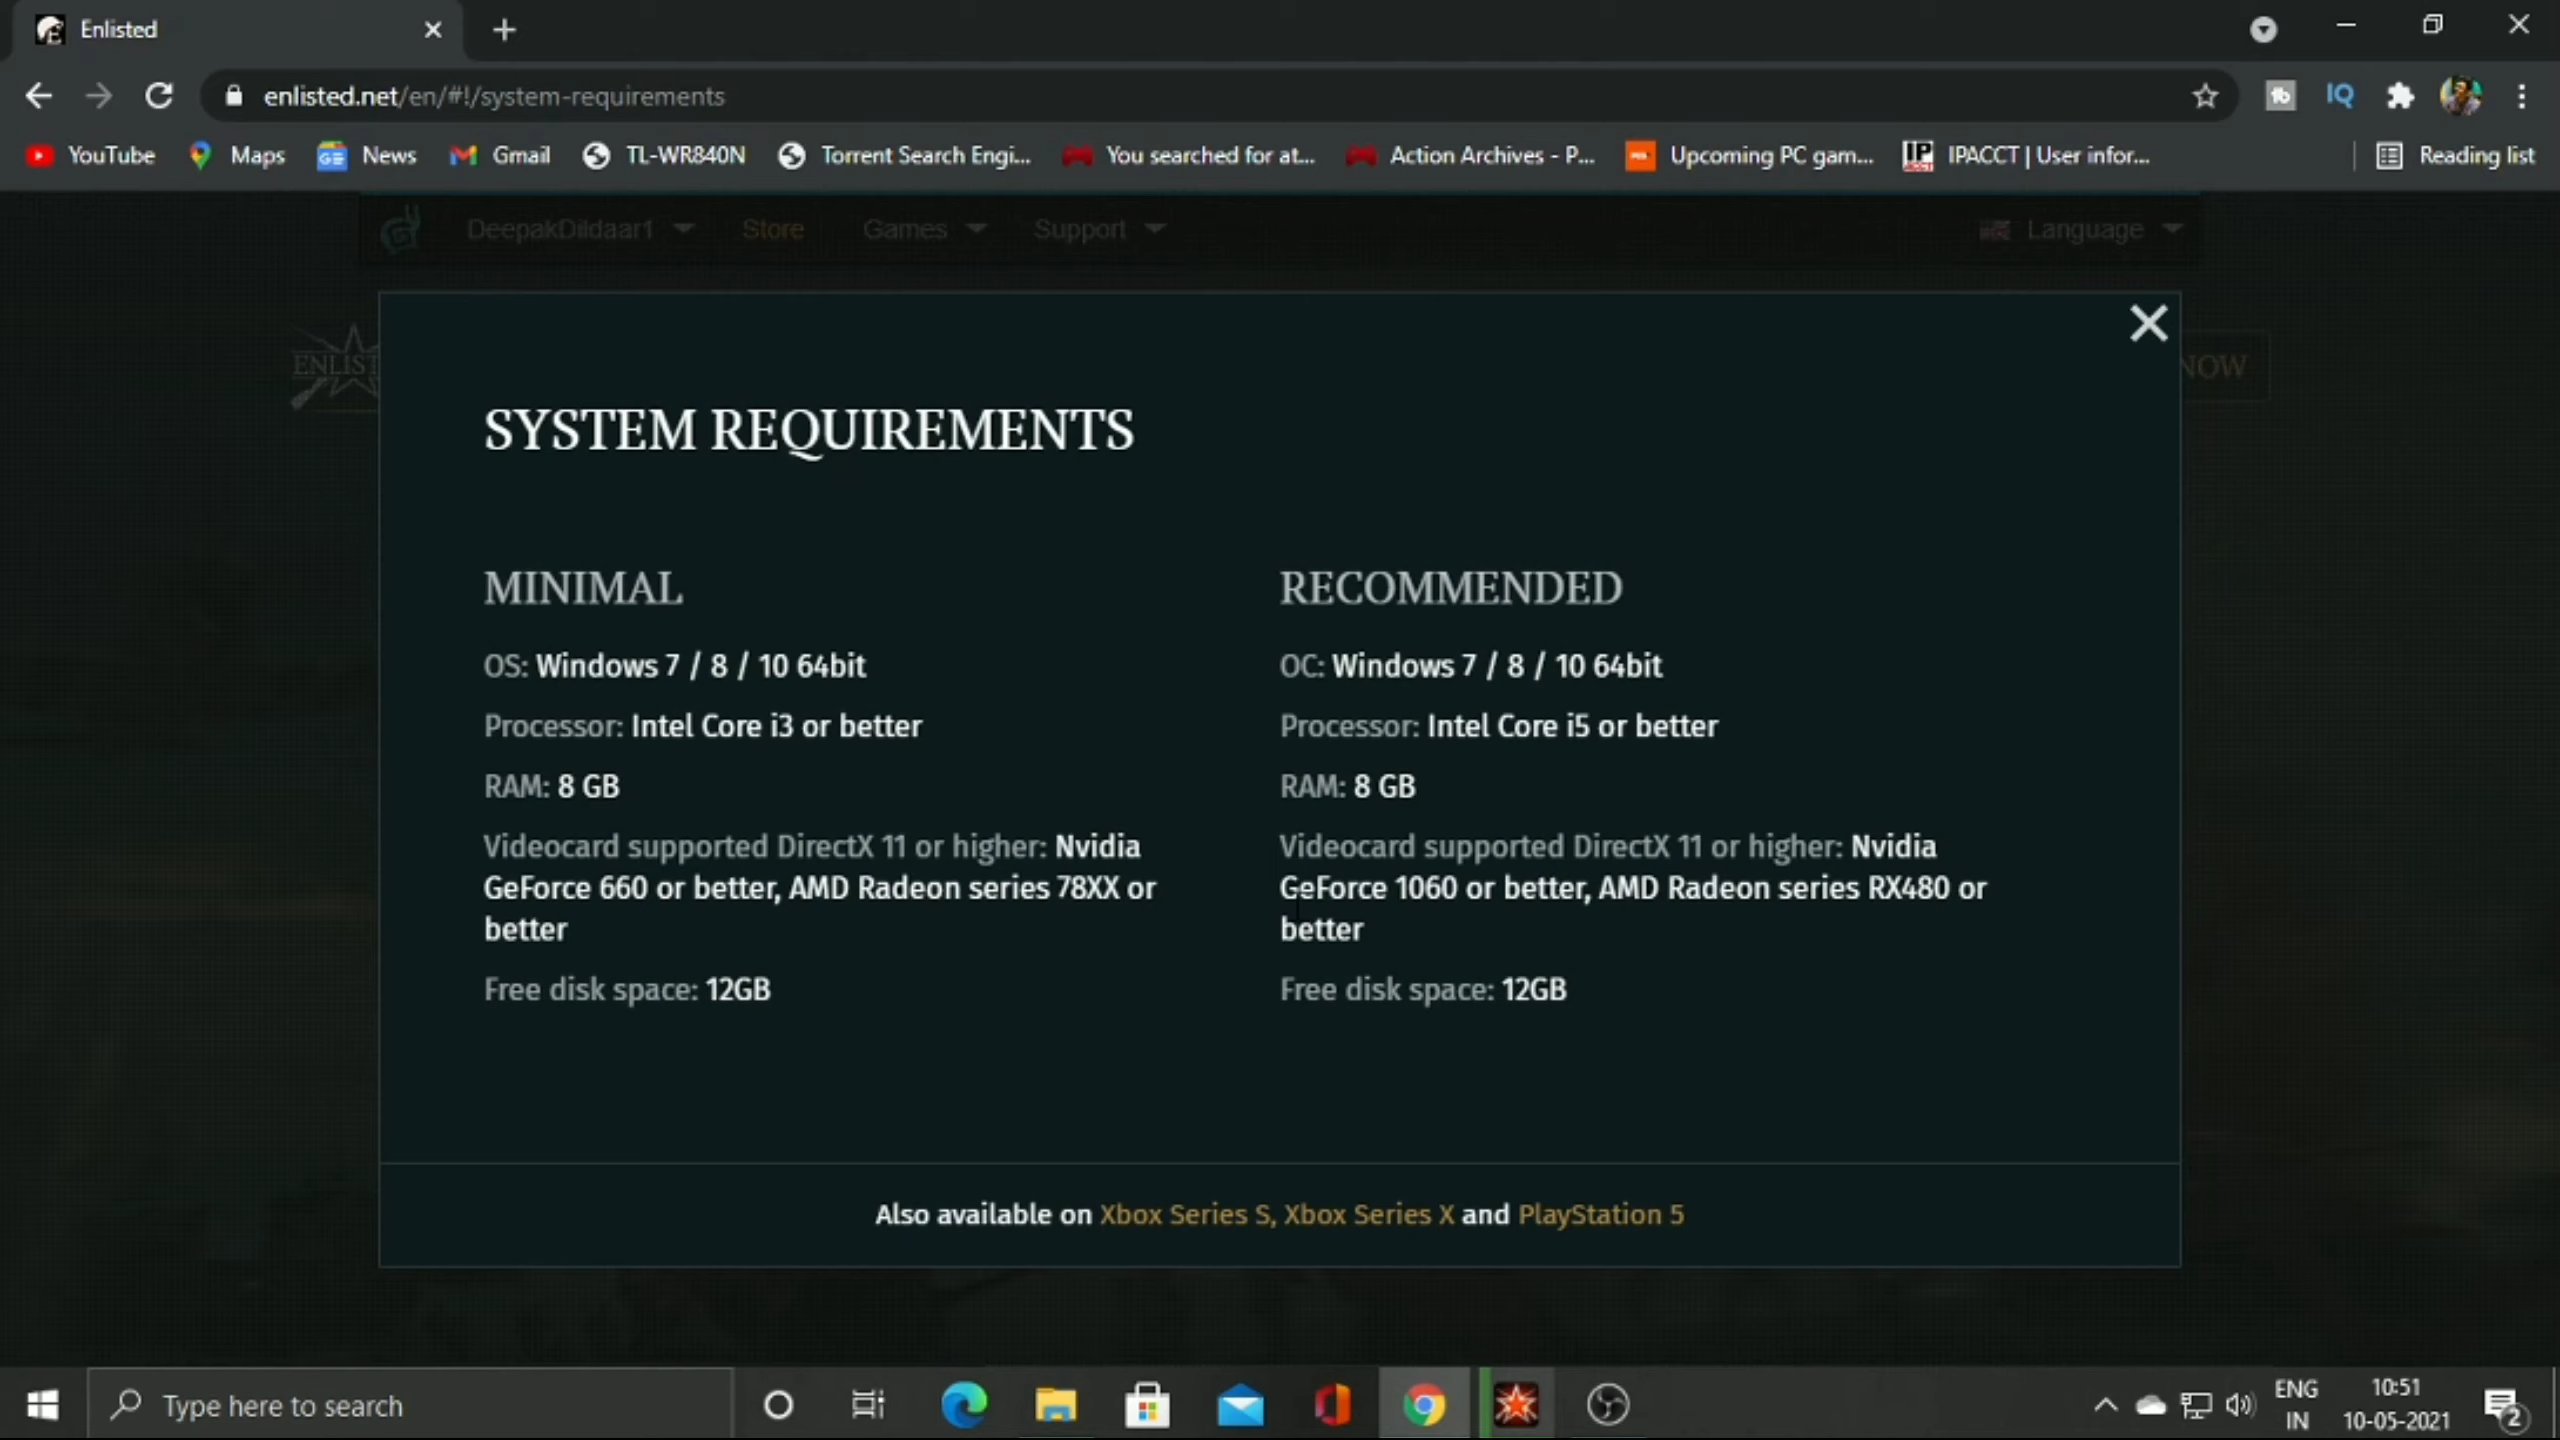 Enlisted
enlisted.net/en/#!/system-requirements
IQ
YouTube Maps News Gmail TL-WR840N Torrent Search Engi... You searched for at... Action Archives - P... Upcoming PC gam... IPACCT | User infor... Reading list
DeepakDildaar1 Store Games Support Language
ENLIST
NOW
SYSTEM REQUIREMENTS
MINIMAL
OS: Windows 7 / 8 / 10 64bit
Processor: Intel Core i3 or better
RAM: 8 GB
Videocard supported DirectX 11 or higher: Nvidia
GeForce 660 or better, AMD Radeon series 78XX or
better
Free disk space: 12GB
RECOMMENDED
OC: Windows 7 / 8 / 10 64bit
Processor: Intel Core i5 or better
RAM: 8 GB
Videocard supported DirectX 11 or higher: Nvidia
GeForce 1060 or better, AMD Radeon series RX480 or
better
Free disk space: 12GB
Also available on Xbox Series S, Xbox Series X and PlayStation 5
Type here to search
ENG
IN
10:51
10-05-2021
2